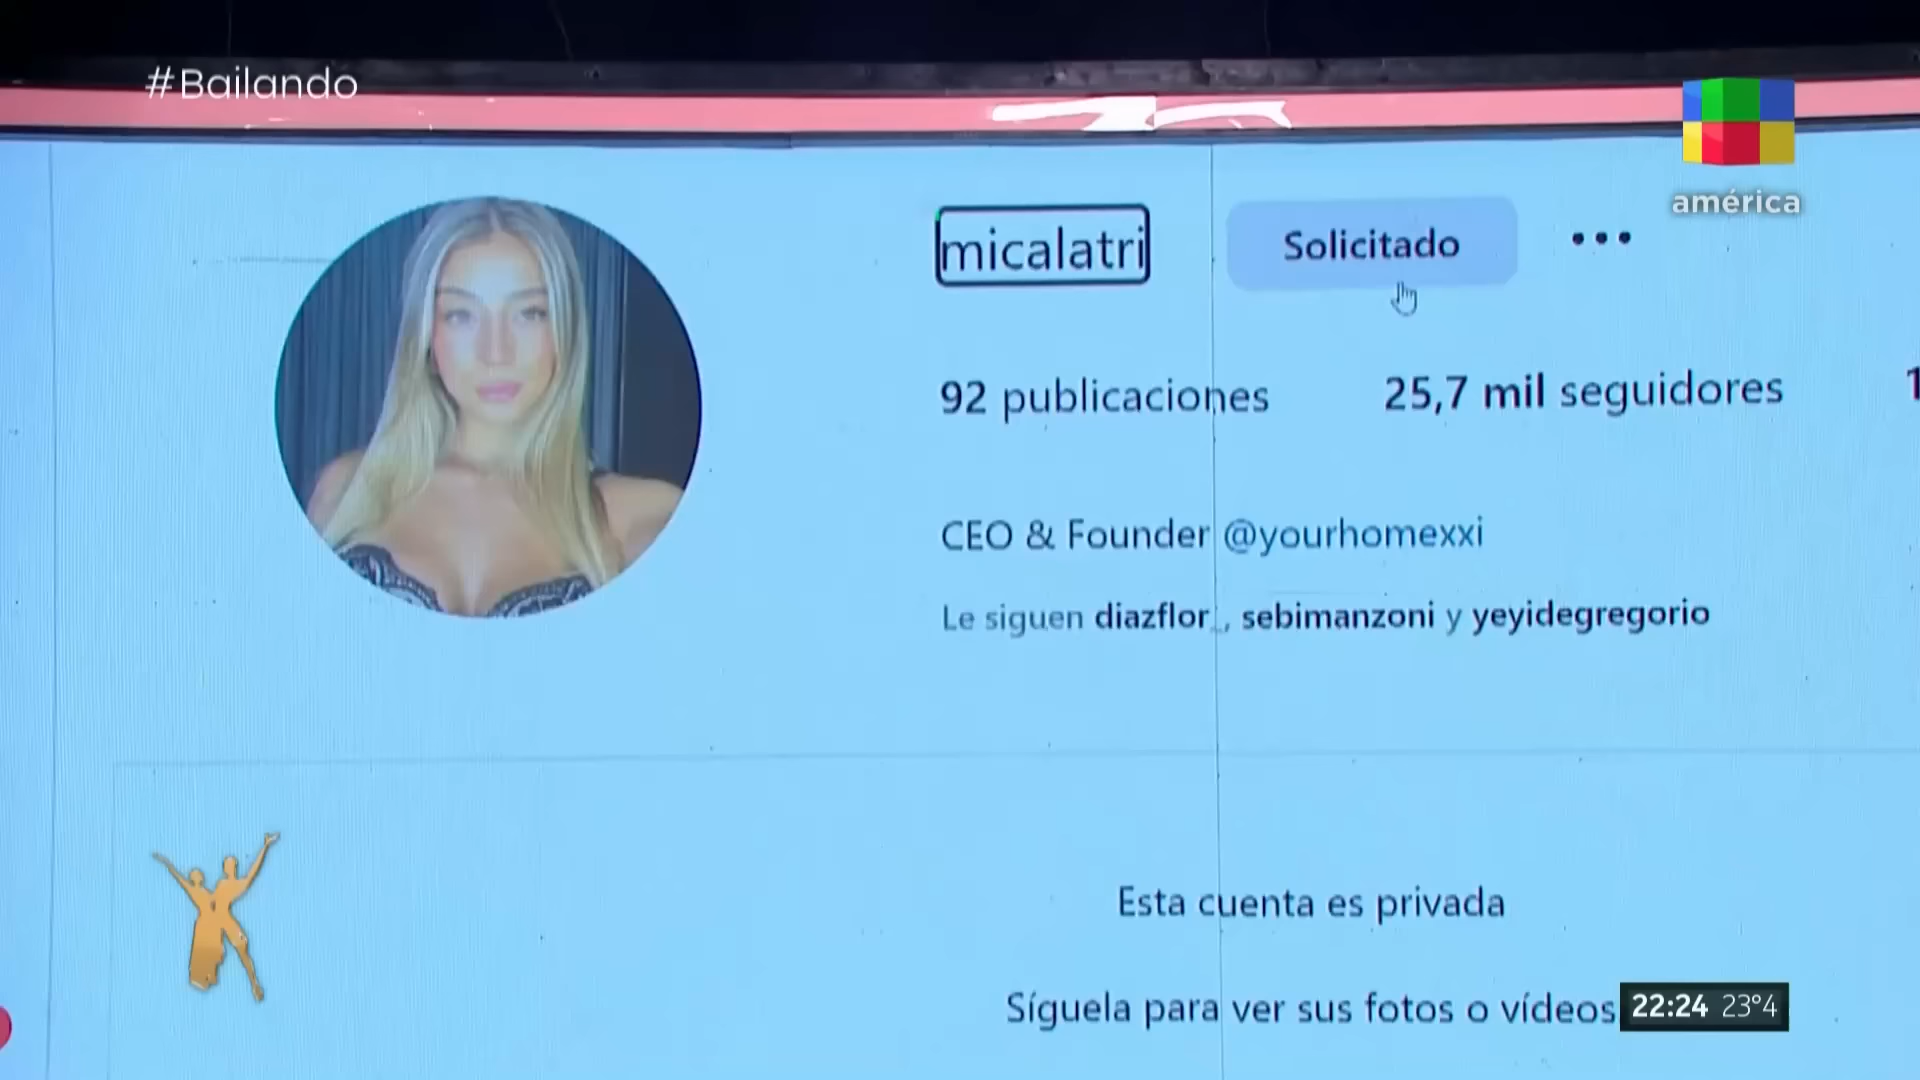 #Bailando
américa
micalatri
Solicitado
92 publicaciones
25,7 mil seguidores
1
CEO & Founder @yourhomexxi
Le siguen diazflor_, sebimanzoni y yeyidegregorio
Esta cuenta es privada
Síguela para ver sus fotos o vídeos
22:24 23°4